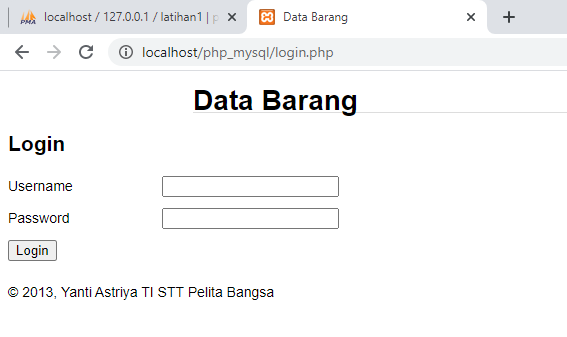 localhost / 127.0.0.1 / latihan1 |
Data Barang
localhost/php_mysql/login.php
Data Barang
Login
Username
Password
Login
© 2013, Yanti Astriya TI STT Pelita Bangsa